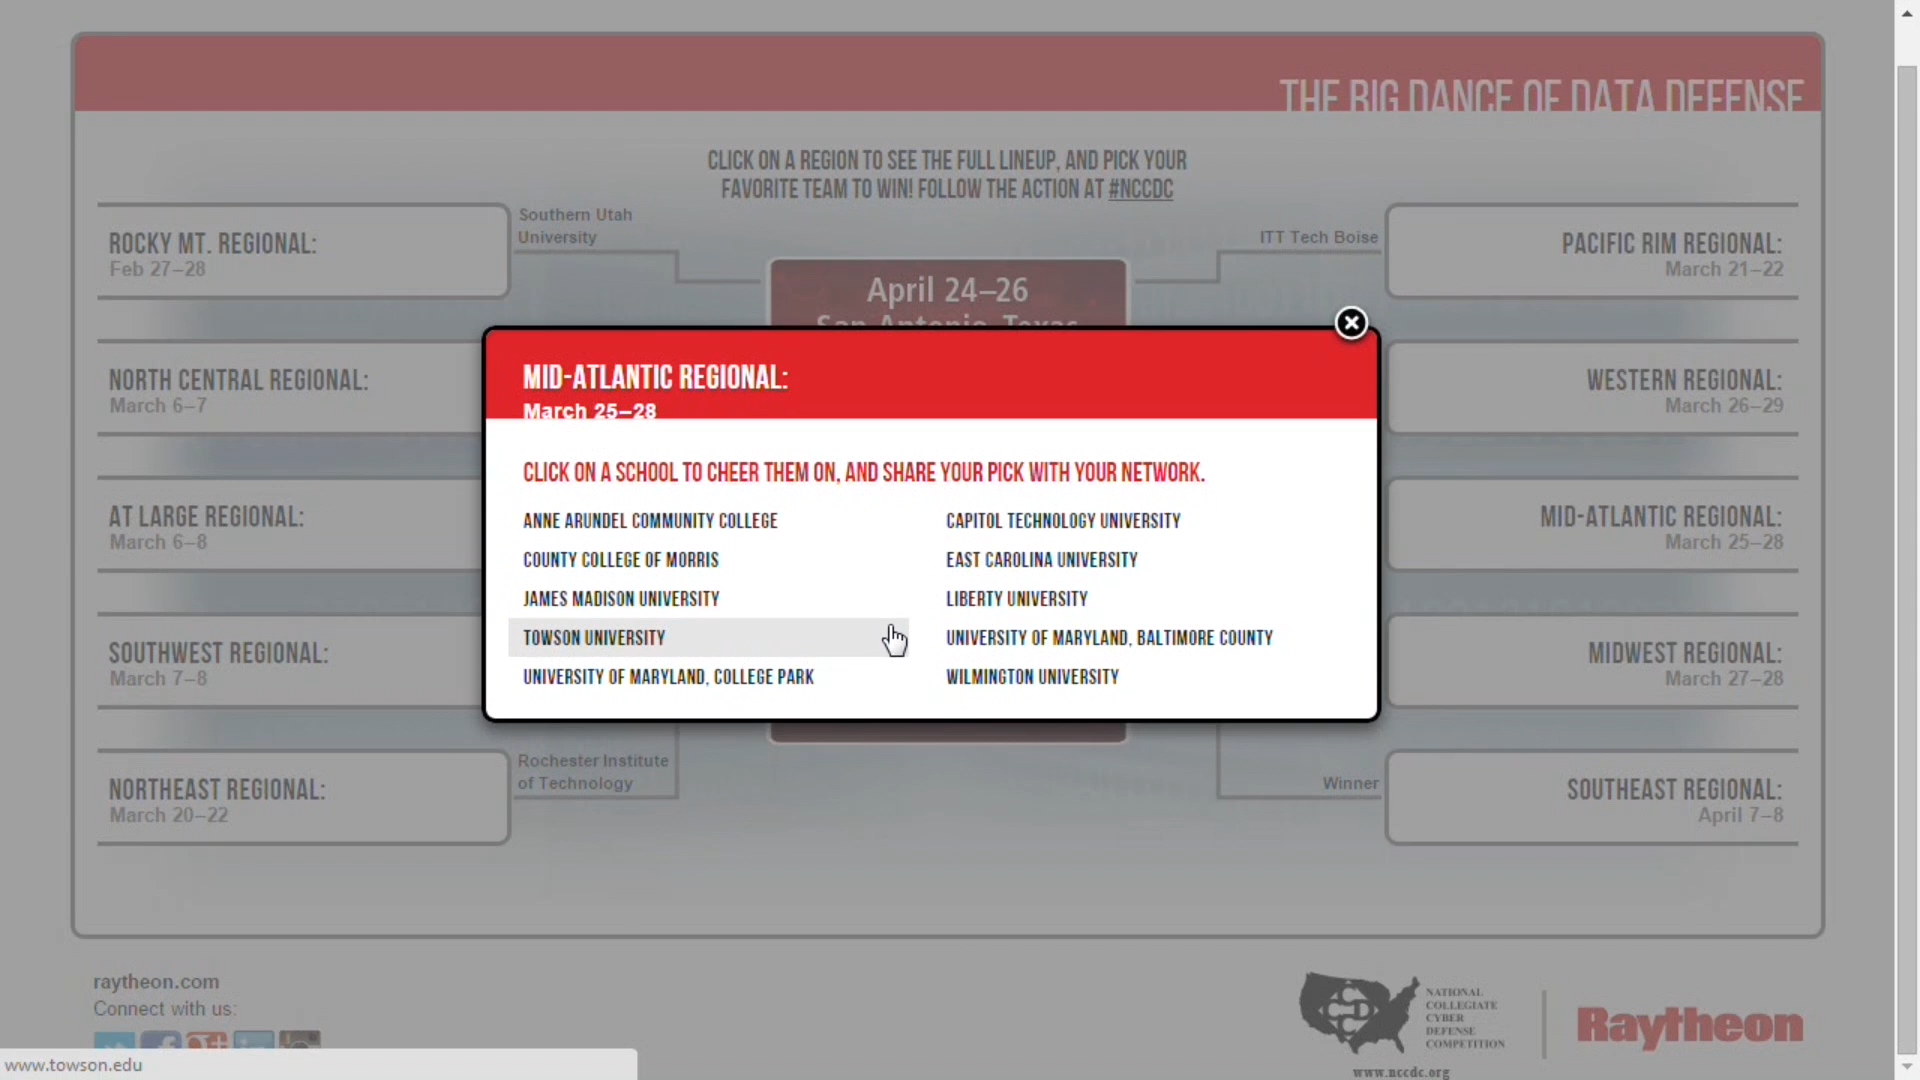 THE BIG DANCE OF DATA DEFENSE
CLICK ON A REGION TO SEE THE FULL LINEUP, AND PICK YOUR
FAVORITE TEAM TO WIN! FOLLOW THE ACTION AT #NCCDC
ROCKY MT. REGIONAL:
Feb 27–28
Southern Utah
University
April 24–26
San Antonio, Texas
ITT Tech Boise
PACIFIC RIM REGIONAL:
March 21–22
NORTH CENTRAL REGIONAL:
March 6–7
WESTERN REGIONAL:
March 26–29
AT LARGE REGIONAL:
March 6–8
MID-ATLANTIC REGIONAL:
March 25–28
SOUTHWEST REGIONAL:
March 7–8
MIDWEST REGIONAL:
March 27–28
NORTHEAST REGIONAL:
March 20–22
Rochester Institute
of Technology
Winner
SOUTHEAST REGIONAL:
April 7–8
MID-ATLANTIC REGIONAL:
March 25–28
CLICK ON A SCHOOL TO CHEER THEM ON, AND SHARE YOUR PICK WITH YOUR NETWORK.
ANNE ARUNDEL COMMUNITY COLLEGE
CAPITOL TECHNOLOGY UNIVERSITY
COUNTY COLLEGE OF MORRIS
EAST CAROLINA UNIVERSITY
JAMES MADISON UNIVERSITY
LIBERTY UNIVERSITY
TOWSON UNIVERSITY
UNIVERSITY OF MARYLAND, BALTIMORE COUNTY
UNIVERSITY OF MARYLAND, COLLEGE PARK
WILMINGTON UNIVERSITY
raytheon.com
Connect with us:
www.towson.edu
CCDC
NATIONAL
COLLEGIATE
CYBER
DEFENSE
COMPETITION
www.nccdc.org
Raytheon